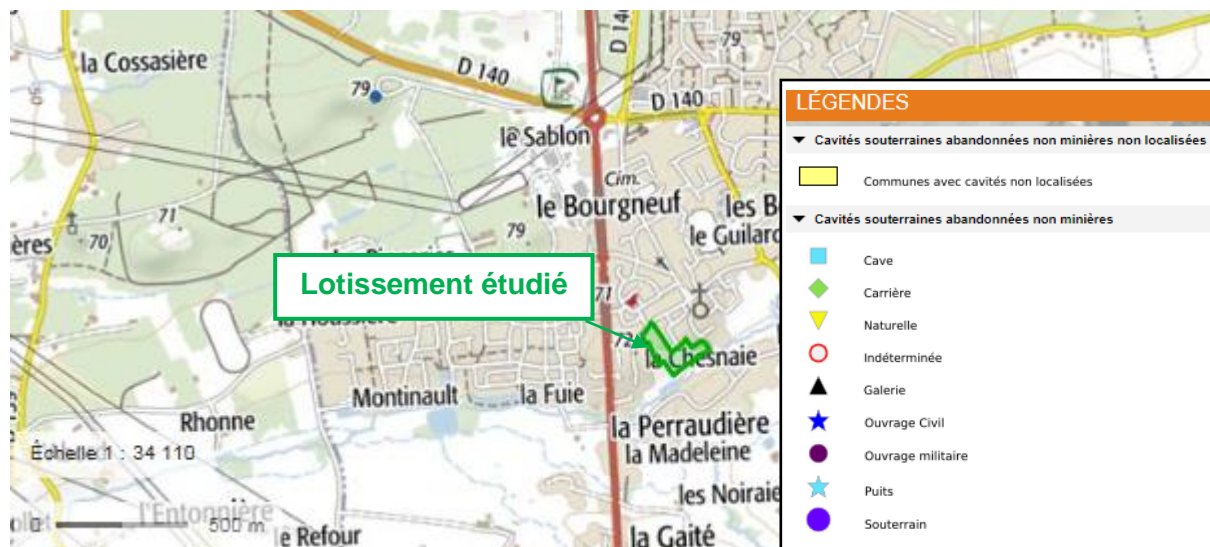 la Cossasière
D 140
D 1
79
79
D 140
le Sablon
Cim.
le Bourgneuf
les B
le Guilard
71
70
79
ères
71
Lotissement étudié
72
la Chesnaie
Montinault
la Fuie
Rhonne
la Perraudière
la Madeleine
Échelle 1 : 34 110
les Noiraie
l'Entonnière
0
500 m
le Refour
la Gaité
LÉGENDES
Cavités souterraines abandonnées non minières non localisées
Communes avec cavités non localisées
Cavités souterraines abandonnées non minières
Cave
Carrière
Naturelle
Indéterminée
Galerie
Ouvrage Civil
Ouvrage militaire
Puits
Souterrain